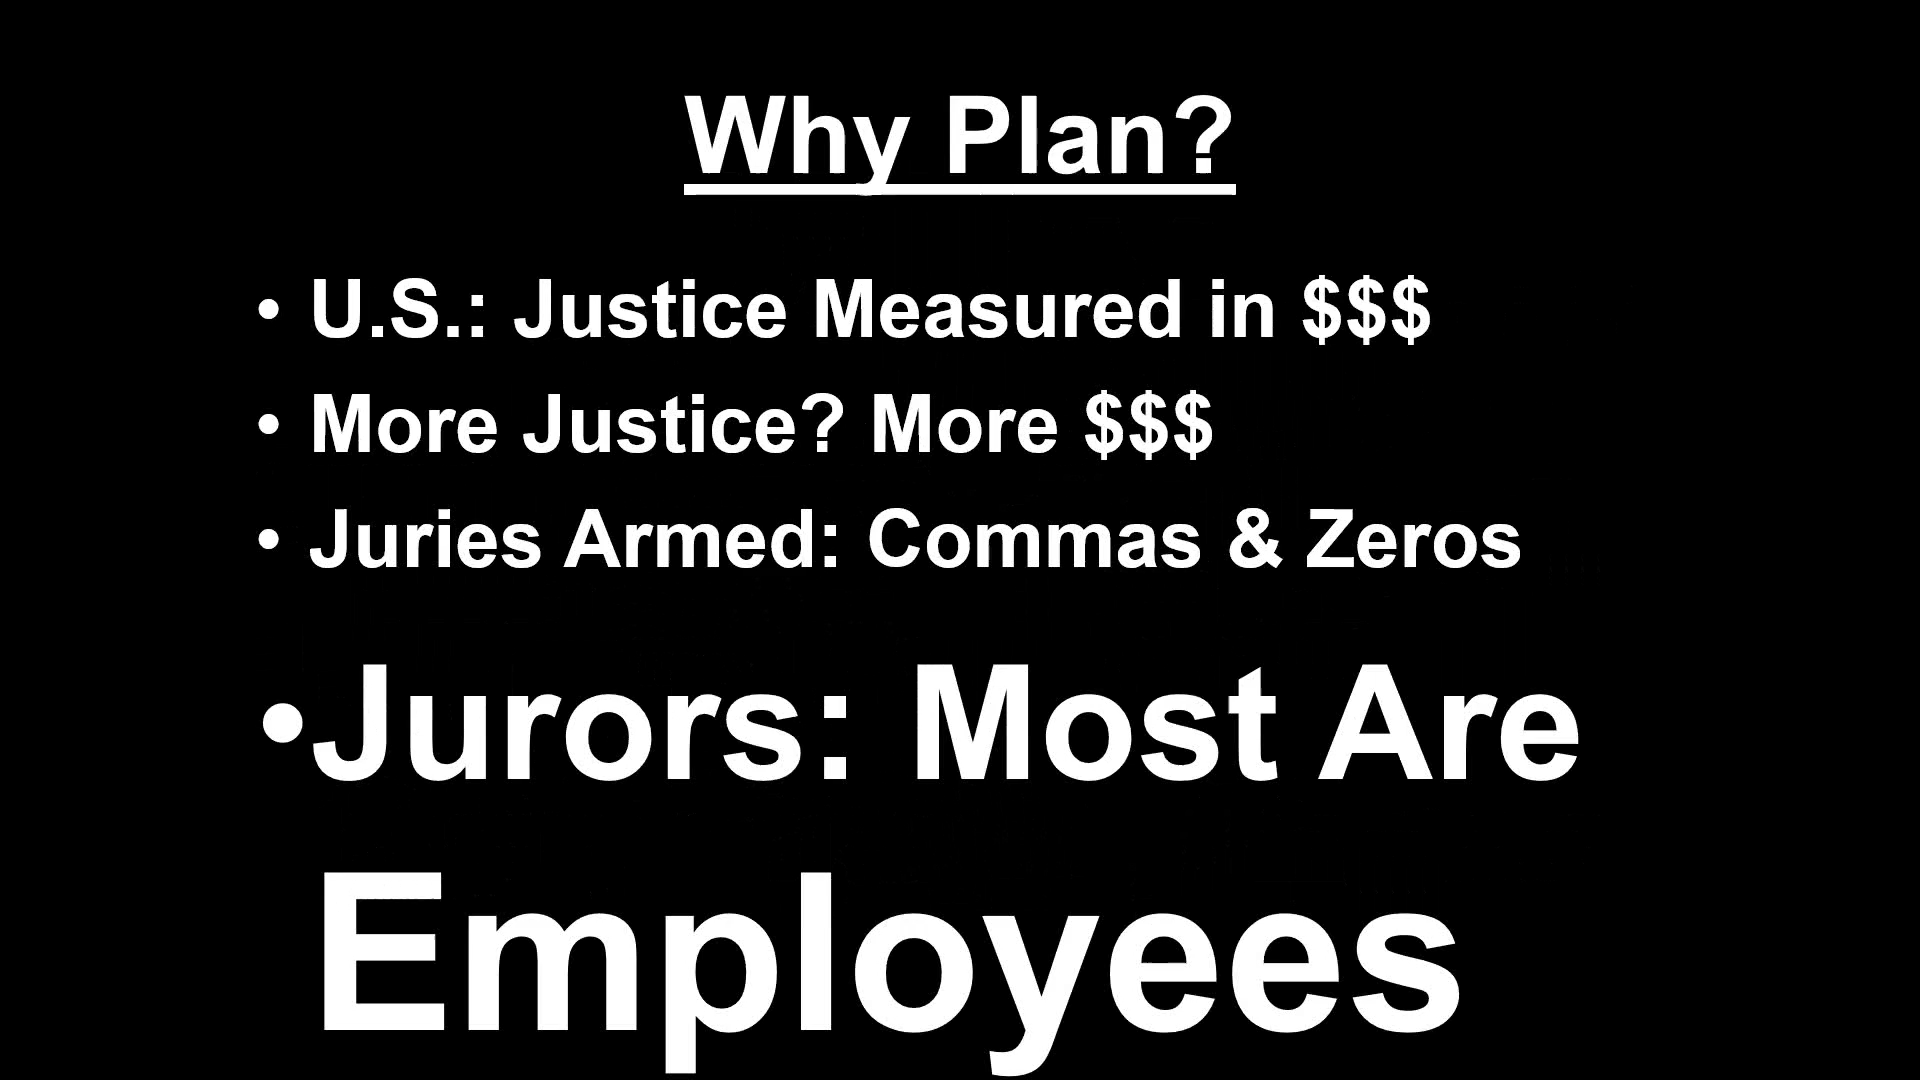 Why Plan?
• U.S.: Justice Measured in $$$
• More Justice? More $$$
• Juries Armed: Commas & Zeros
• Jurors: Most Are
Employees